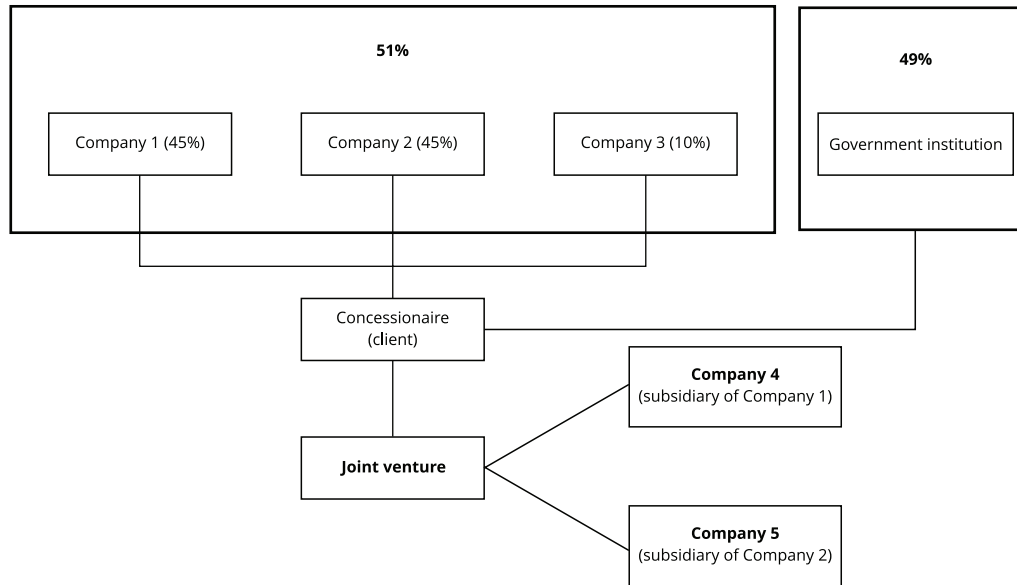 51%
49%
Company 1 (45%)
Company 2 (45%)
Company 3 (10%)
Government institution
Concessionaire
(client)
Company 4
(subsidiary of Company 1)
Joint venture
Company 5
(subsidiary of Company 2)